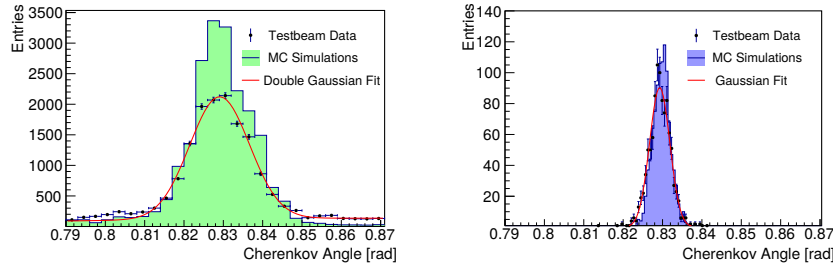 Entries
3500
3000
2500
2000
1500
1000
500
Testbeam Data
MC Simulations
Double Gaussian Fit
0.79 0.8 0.81 0.82 0.83 0.84 0.85 0.86 0.87
Cherenkov Angle [rad]
Entries
140
120
100
80
60
40
20
Testbeam Data
MC Simulations
Gaussian Fit
0.79 0.8 0.81 0.82 0.83 0.84 0.85 0.86 0.87
Cherenkov Angle [rad]